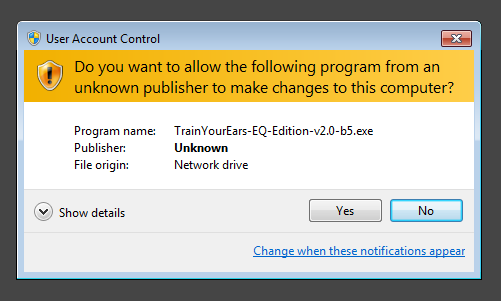 User Account Control
Do you want to allow the following program from an
unknown publisher to make changes to this computer?
Program name: TrainYourEars-EQ-Edition-v2.0-b5.exe
Publisher: Unknown
File origin: Network drive
Show details Yes No
Change when these notifications appear